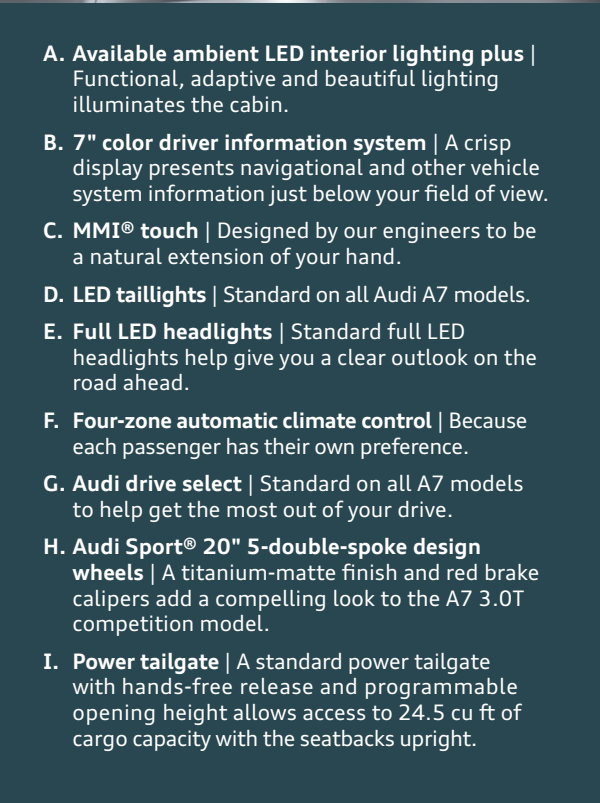 A. Available ambient LED interior lighting plus |
Functional, adaptive and beautiful lighting
illuminates the cabin.
B. 7" color driver information system | A crisp
display presents navigational and other vehicle
system information just below your field of view.
C. MMI® touch | Designed by our engineers to be
a natural extension of your hand.
D. LED taillights | Standard on all Audi A7 models.
E. Full LED headlights | Standard full LED
headlights help give you a clear outlook on the
road ahead.
F. Four-zone automatic climate control | Because
each passenger has their own preference.
G. Audi drive select | Standard on all A7 models
to help get the most out of your drive.
H. Audi Sport® 20" 5-double-spoke design
wheels | A titanium-matte finish and red brake
calipers add a compelling look to the A7 3.0T
competition model.
I. Power tailgate | A standard power tailgate
with hands-free release and programmable
opening height allows access to 24.5 cu ft of
cargo capacity with the seatbacks upright.